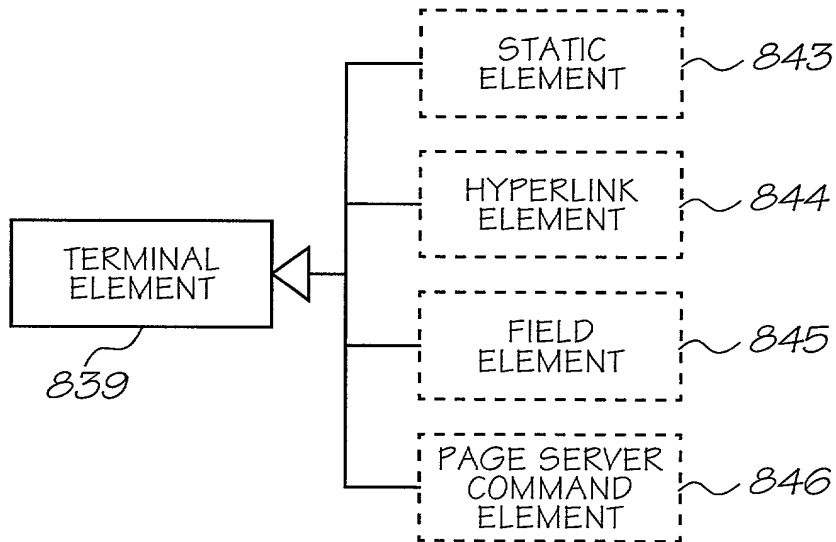 STATIC
ELEMENT
843
HYPERLINK
ELEMENT
844
TERMINAL
ELEMENT
839
FIELD
ELEMENT
845
PAGE SERVER
COMMAND
ELEMENT
846